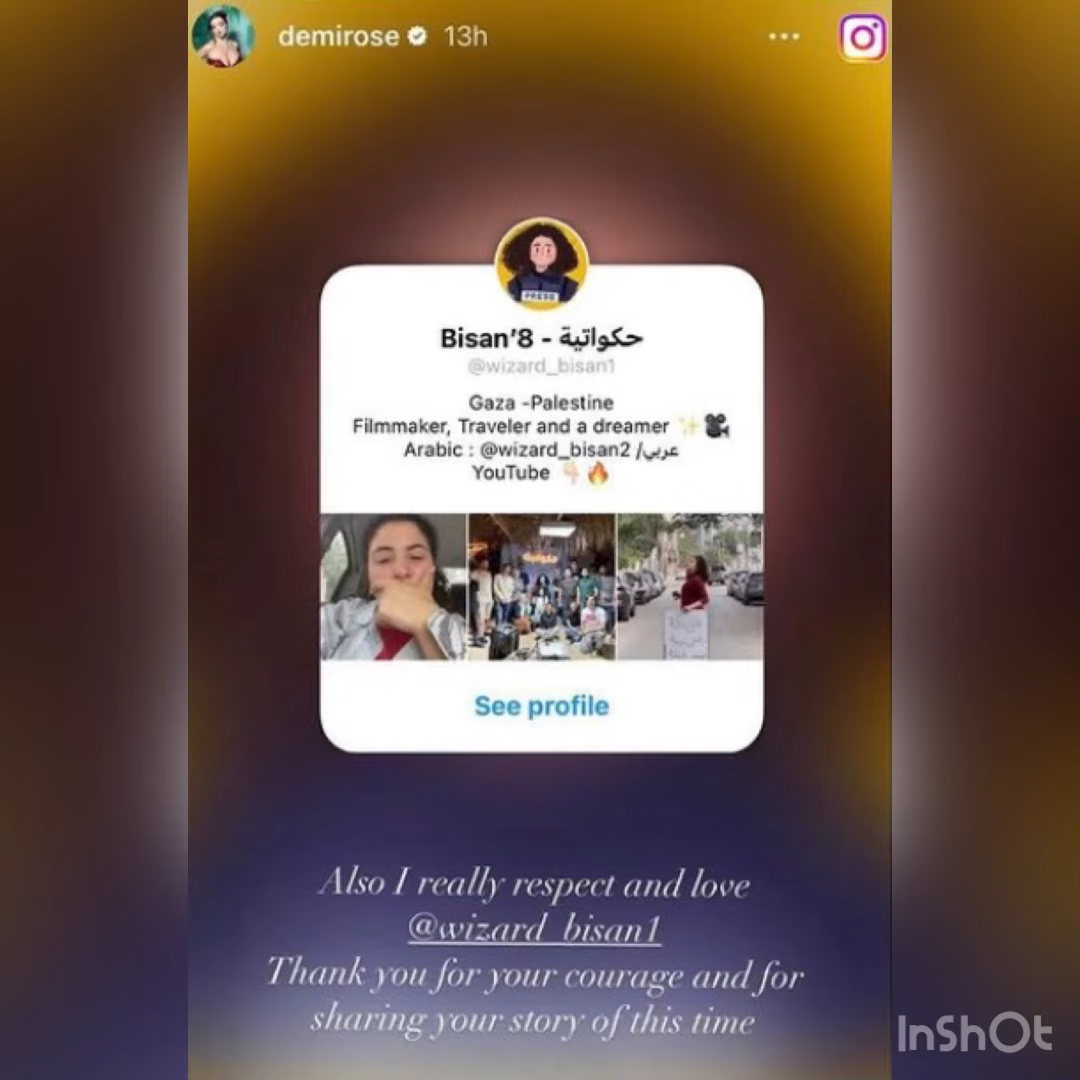 demirose 13h
PRESS
Bisan'8 - حكواتية
@wizard_bisan1
Gaza -Palestine
Filmmaker, Traveler and a dreamer ✨🎥
Arabic : @wizard_bisan2 /عربي
YouTube 👇🏻🔥
حكواتية
See profile
Also I really respect and love
@wizard_bisan1
Thank you for your courage and for
sharing your story of this time
InShOt